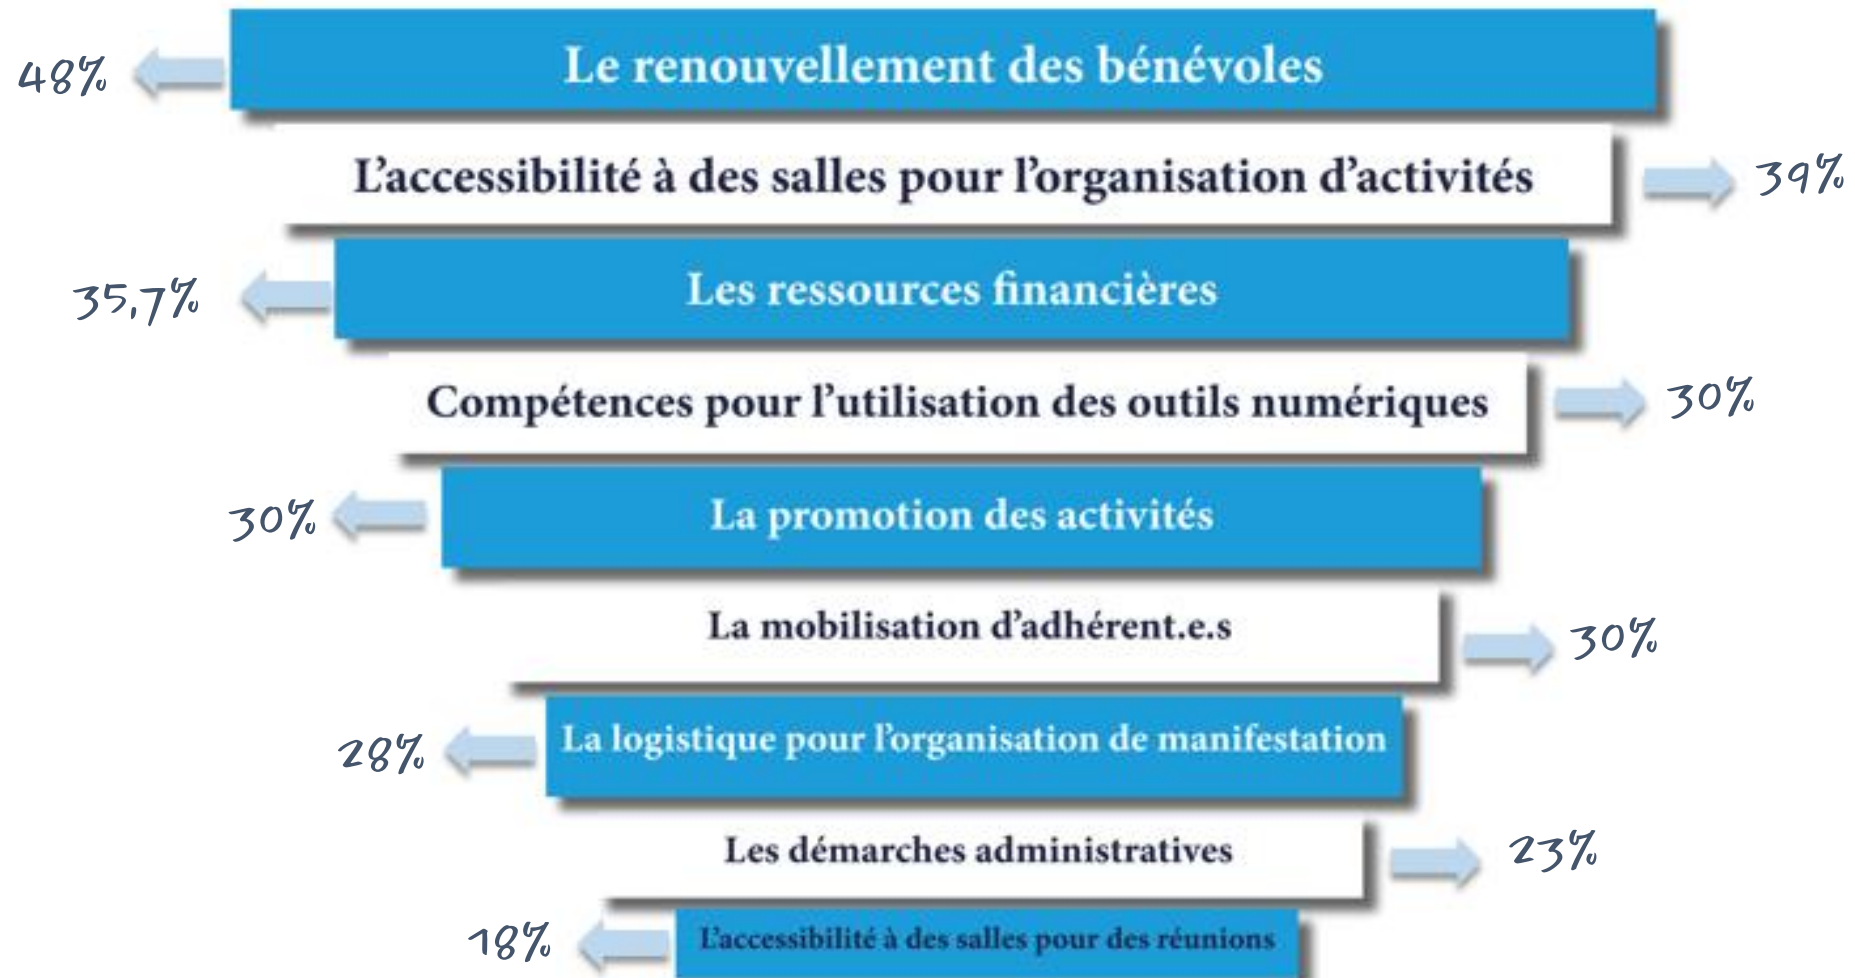 48%
Le renouvellement des bénévoles
L’accessibilité à des salles pour l’organisation d’activités
39%
35,7%
Les ressources financières
Compétences pour l’utilisation des outils numériques
30%
30%
La promotion des activités
La mobilisation d’adhérent.e.s
30%
28%
La logistique pour l’organisation de manifestation
Les démarches administratives
23%
18%
L’accessibilité à des salles pour des réunions